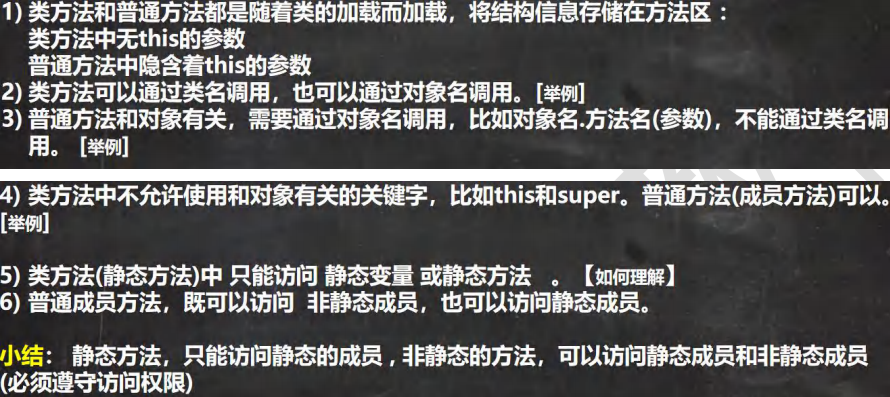 1) 类方法和普通方法都是随着类的加载而加载，将结构信息存储在方法区：
类方法中无this的参数
普通方法中隐含着this的参数
2) 类方法可以通过类名调用，也可以通过对象名调用。[举例]
3) 普通方法和对象有关，需要通过对象名调用，比如对象名.方法名(参数)，不能通过类名调
用。 [举例]
4) 类方法中不允许使用和对象有关的关键字，比如this和super。普通方法(成员方法)可以。
[举例]
5) 类方法(静态方法)中 只能访问 静态变量 或静态方法 。【如何理解】
6) 普通成员方法，既可以访问 非静态成员，也可以访问静态成员。
小结： 静态方法，只能访问静态的成员 , 非静态的方法，可以访问静态成员和非静态成员
(必须遵守访问权限)